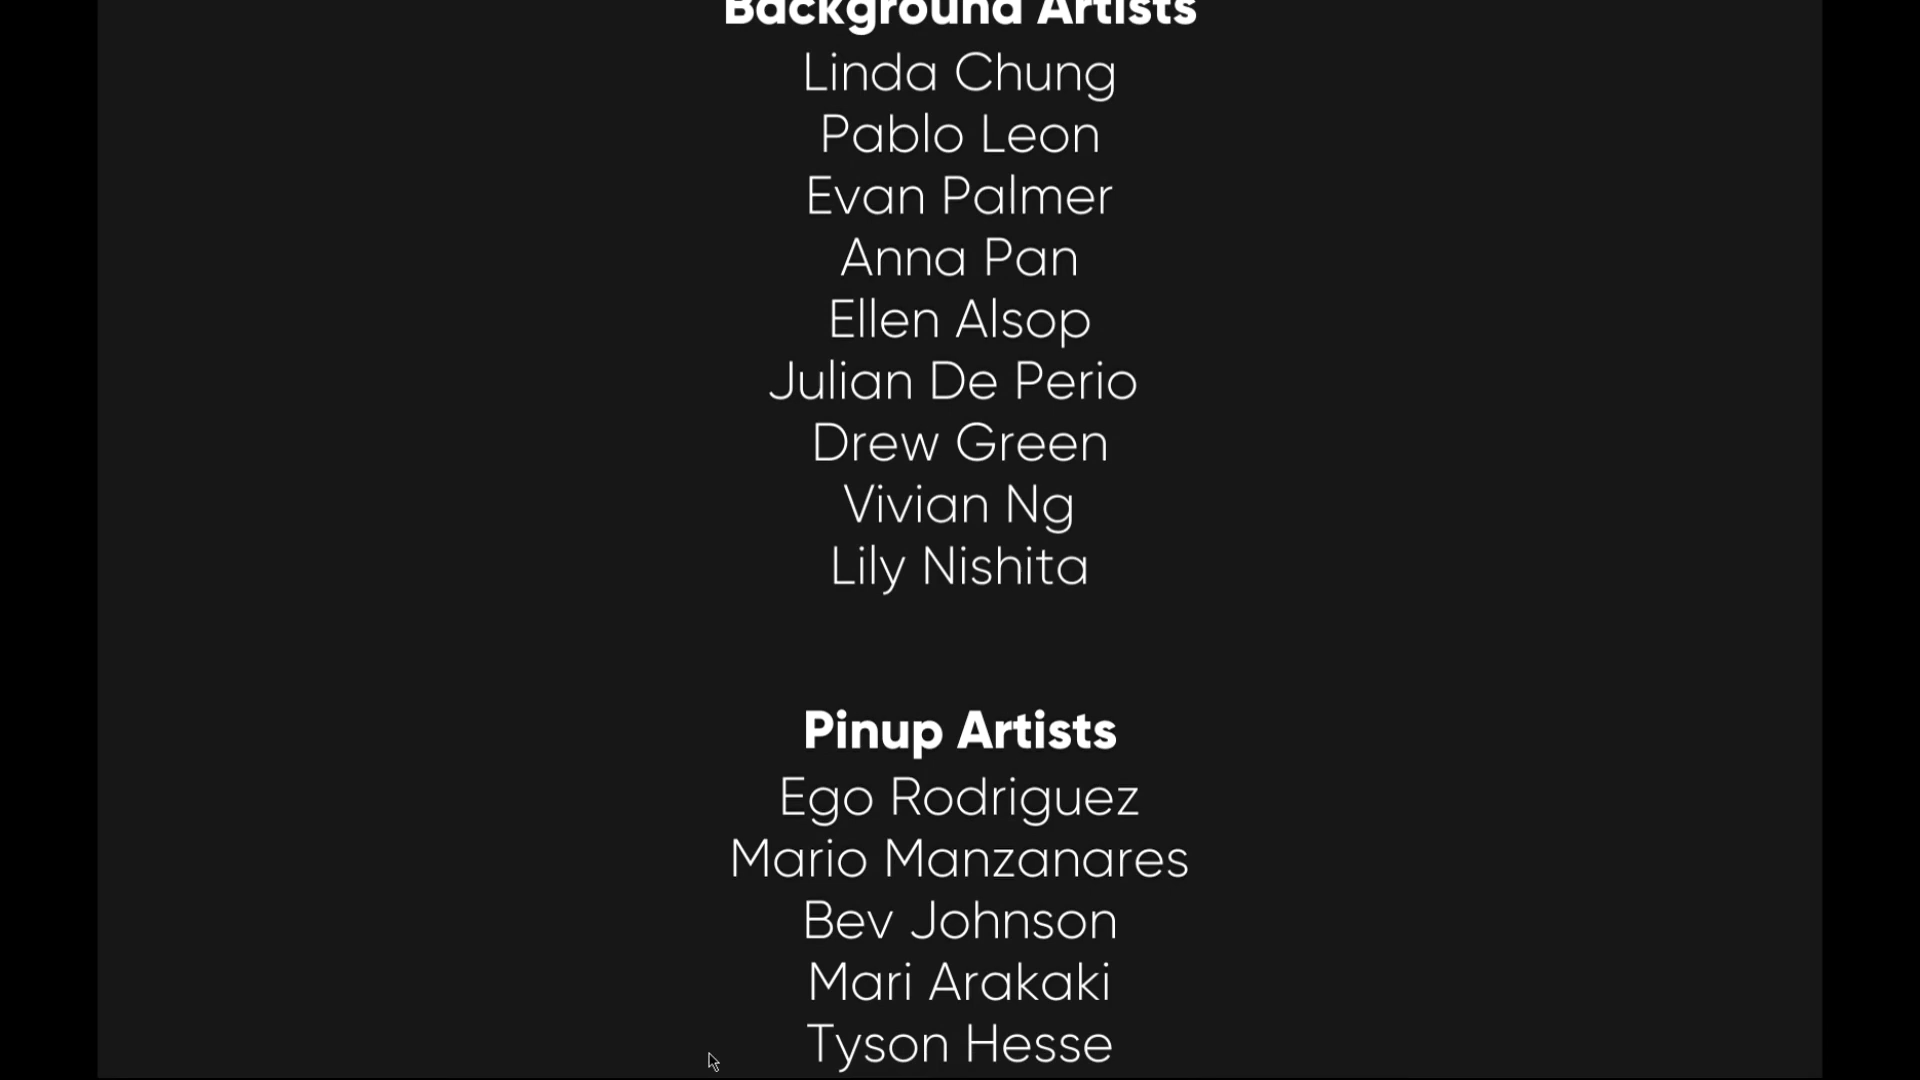 Background Artists
Linda Chung
Pablo Leon
Evan Palmer
Anna Pan
Ellen Alsop
Julian De Perio
Drew Green
Vivian Ng
Lily Nishita
Pinup Artists
Ego Rodriguez
Mario Manzanares
Bev Johnson
Mari Arakaki
Tyson Hesse